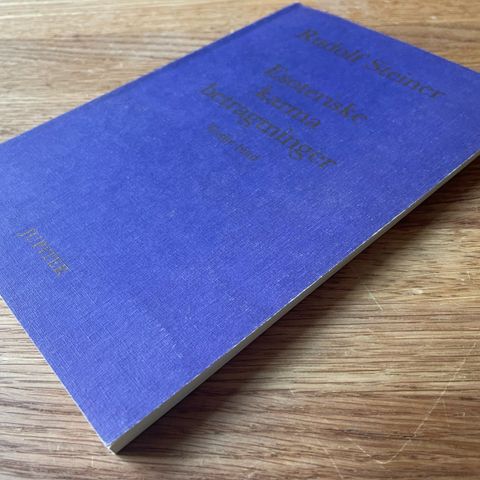 Rudolf Steiner
Esoteriske
karma
betragtninger
JUPITER